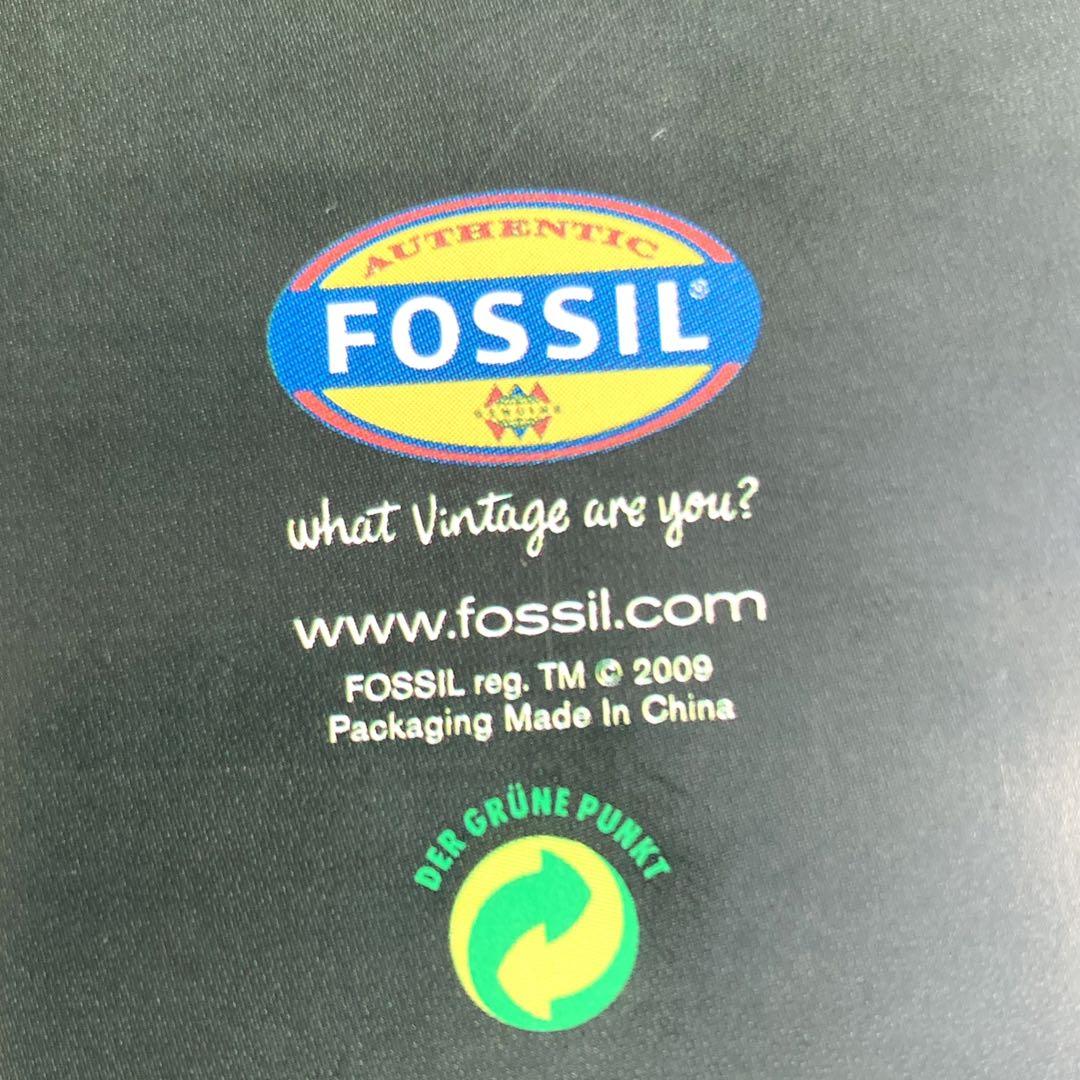 AUTHENTIC
FOSSIL®
GENUINE
what Vintage are you?
www.fossil.com
FOSSIL reg. TM © 2009
Packaging Made In China
DER GRÜNE PUNKT